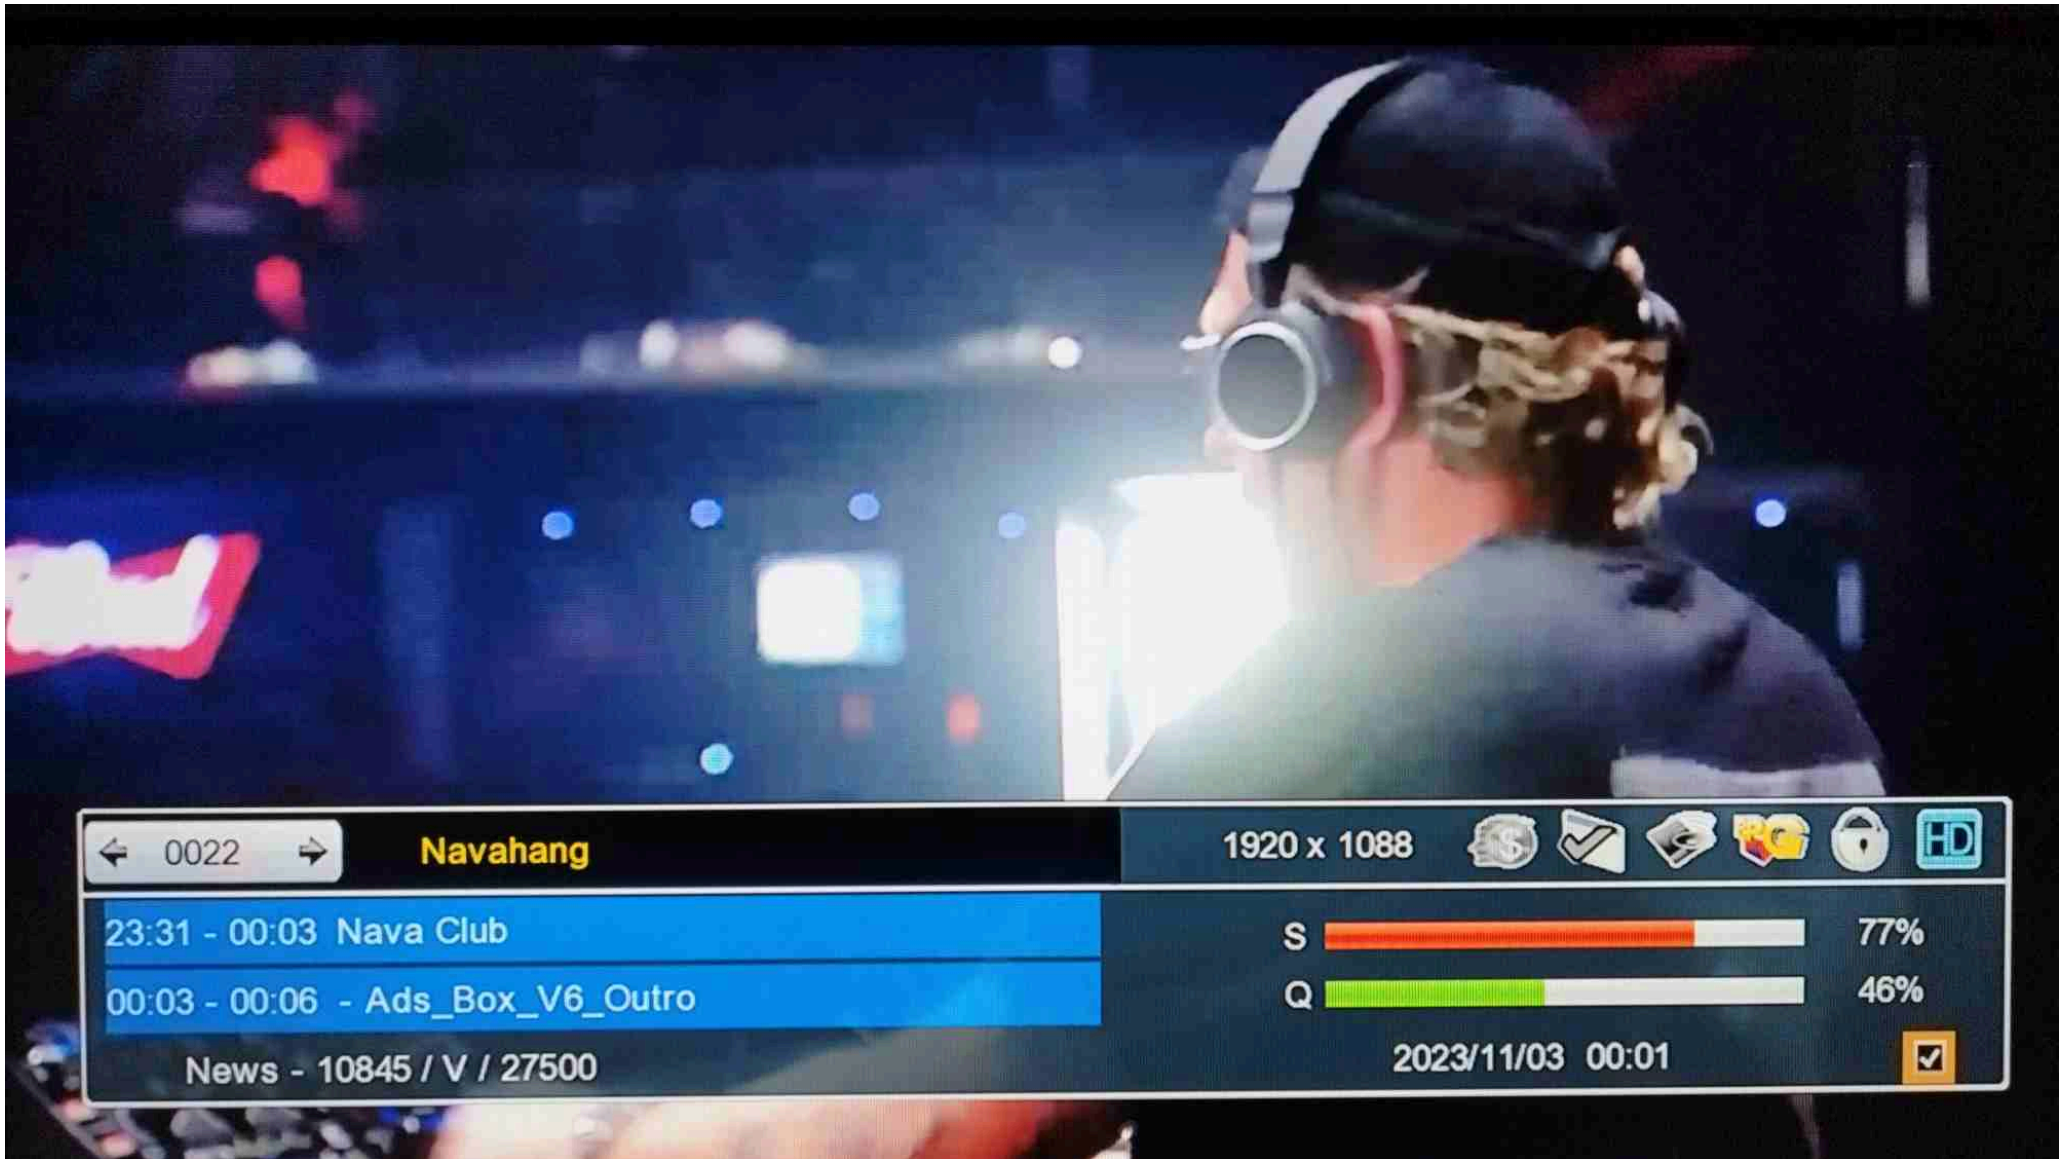 0022
Navahang
1920 x 1088
HD
23:31 - 00:03 Nava Club
S 77%
00:03 - 00:06 - Ads_Box_V6_Outro
Q 46%
News - 10845 / V / 27500
2023/11/03 00:01